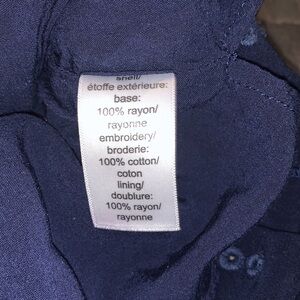 shell/
étoffe extérieure:
base:
100% rayon/
rayonne
embroidery/
broderie:
100% cotton/
coton
lining/
doublure:
100% rayon/
rayonne